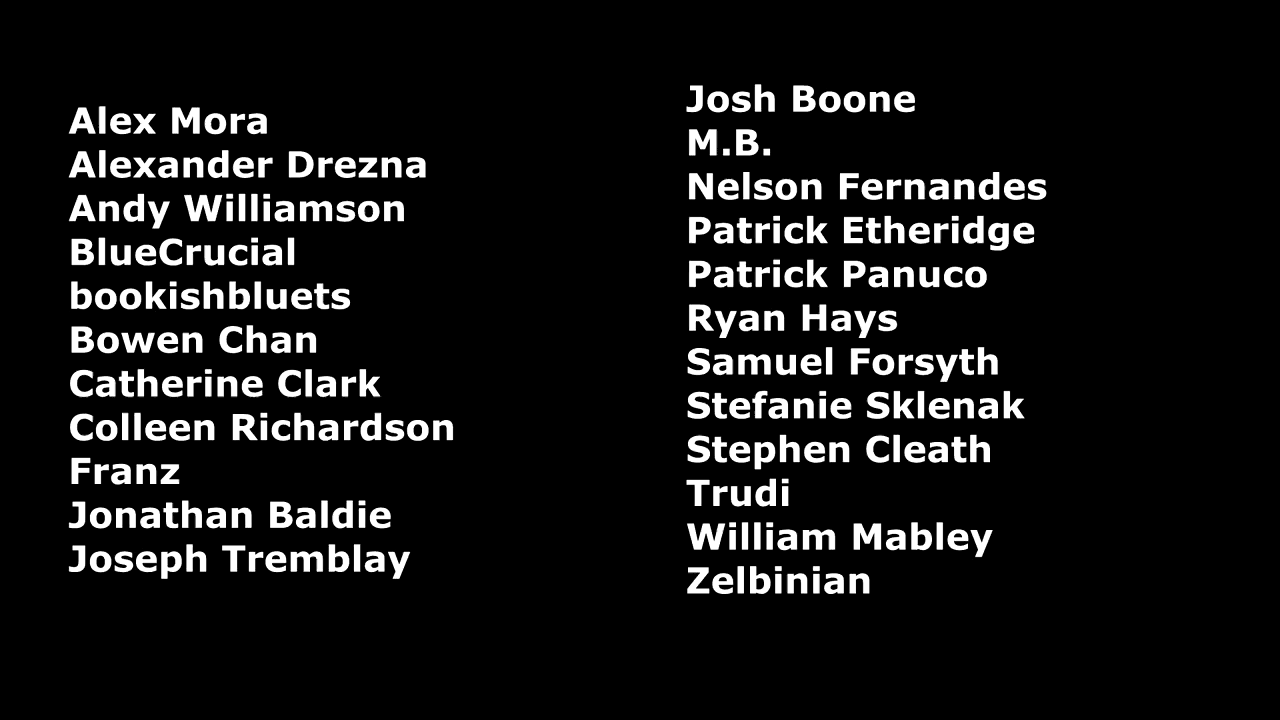 Alex Mora
Alexander Drezna
Andy Williamson
BlueCrucial
bookishbluets
Bowen Chan
Catherine Clark
Colleen Richardson
Franz
Jonathan Baldie
Joseph Tremblay
Josh Boone
M.B.
Nelson Fernandes
Patrick Etheridge
Patrick Panuco
Ryan Hays
Samuel Forsyth
Stefanie Sklenak
Stephen Cleath
Trudi
William Mabley
Zelbinian